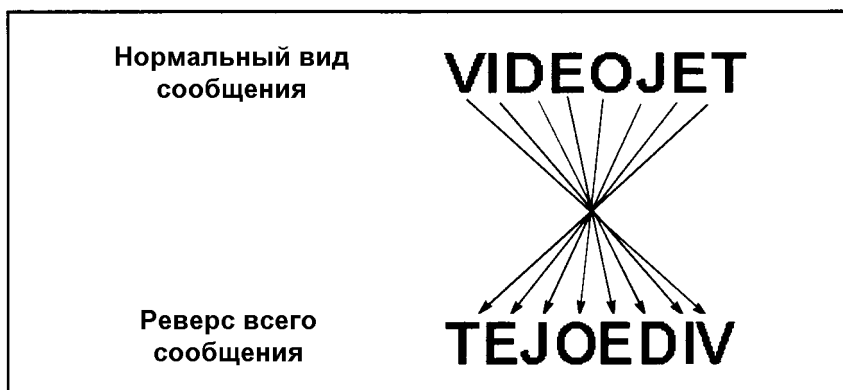 Нормальный вид
сообщения
VIDEOJET
Реверс всего
сообщения
TEJOEDIV